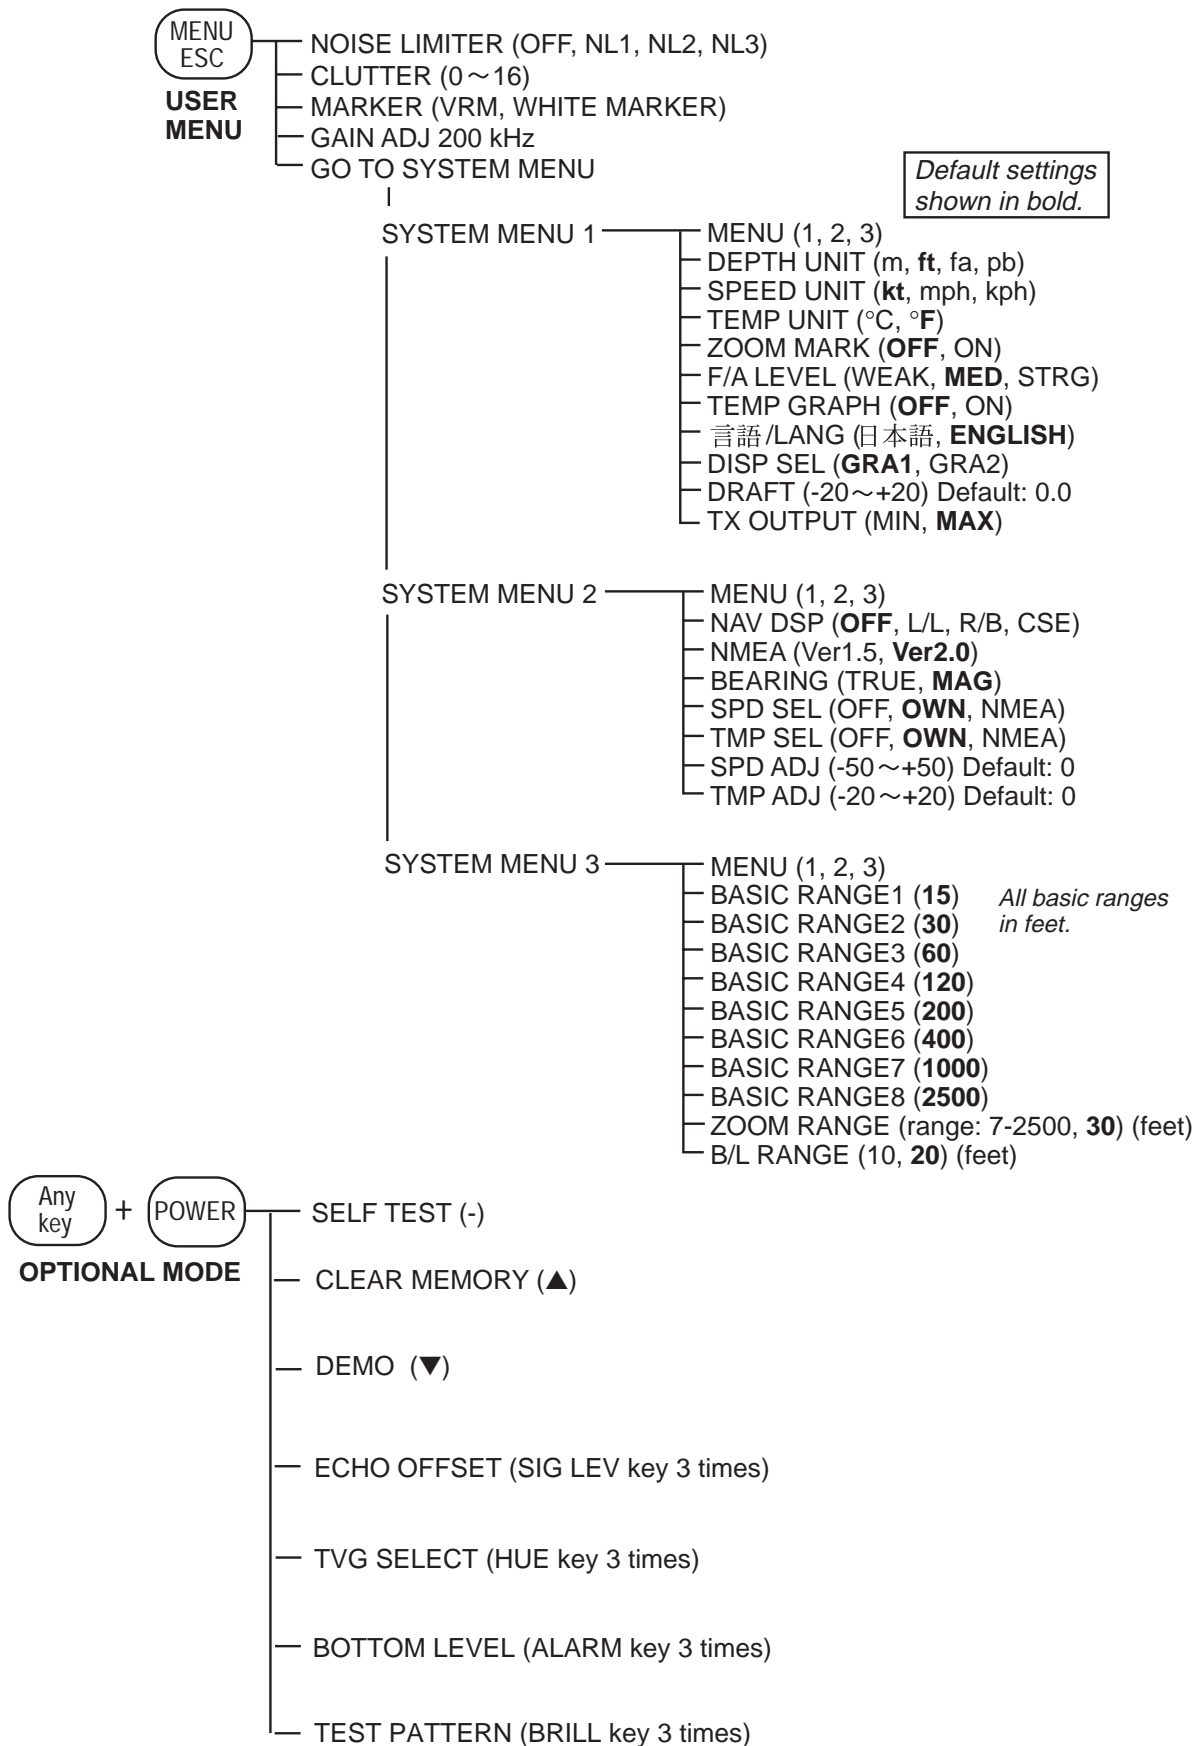 MENU
ESC
USER
MENU
NOISE LIMITER (OFF, NL1, NL2, NL3)
CLUTTER (0～16)
MARKER (VRM, WHITE MARKER)
GAIN ADJ 200 kHz
GO TO SYSTEM MENU
Default settings
shown in bold.
SYSTEM MENU 1
MENU (1, 2, 3)
DEPTH UNIT (m, ft, fa, pb)
SPEED UNIT (kt, mph, kph)
TEMP UNIT (°C, °F)
ZOOM MARK (OFF, ON)
F/A LEVEL (WEAK, MED, STRG)
TEMP GRAPH (OFF, ON)
言語/LANG (日本語, ENGLISH)
DISP SEL (GRA1, GRA2)
DRAFT (-20～+20) Default: 0.0
TX OUTPUT (MIN, MAX)
SYSTEM MENU 2
MENU (1, 2, 3)
NAV DSP (OFF, L/L, R/B, CSE)
NMEA (Ver1.5, Ver2.0)
BEARING (TRUE, MAG)
SPD SEL (OFF, OWN, NMEA)
TMP SEL (OFF, OWN, NMEA)
SPD ADJ (-50～+50) Default: 0
TMP ADJ (-20～+20) Default: 0
SYSTEM MENU 3
MENU (1, 2, 3)
BASIC RANGE1 (15)
BASIC RANGE2 (30)
BASIC RANGE3 (60)
BASIC RANGE4 (120)
BASIC RANGE5 (200)
BASIC RANGE6 (400)
BASIC RANGE7 (1000)
BASIC RANGE8 (2500)
ZOOM RANGE (range: 7-2500, 30) (feet)
B/L RANGE (10, 20) (feet)
All basic ranges
in feet.
Any
key
+
POWER
OPTIONAL MODE
SELF TEST (-)
CLEAR MEMORY (▲)
DEMO (▼)
ECHO OFFSET (SIG LEV key 3 times)
TVG SELECT (HUE key 3 times)
BOTTOM LEVEL (ALARM key 3 times)
TEST PATTERN (BRILL key 3 times)